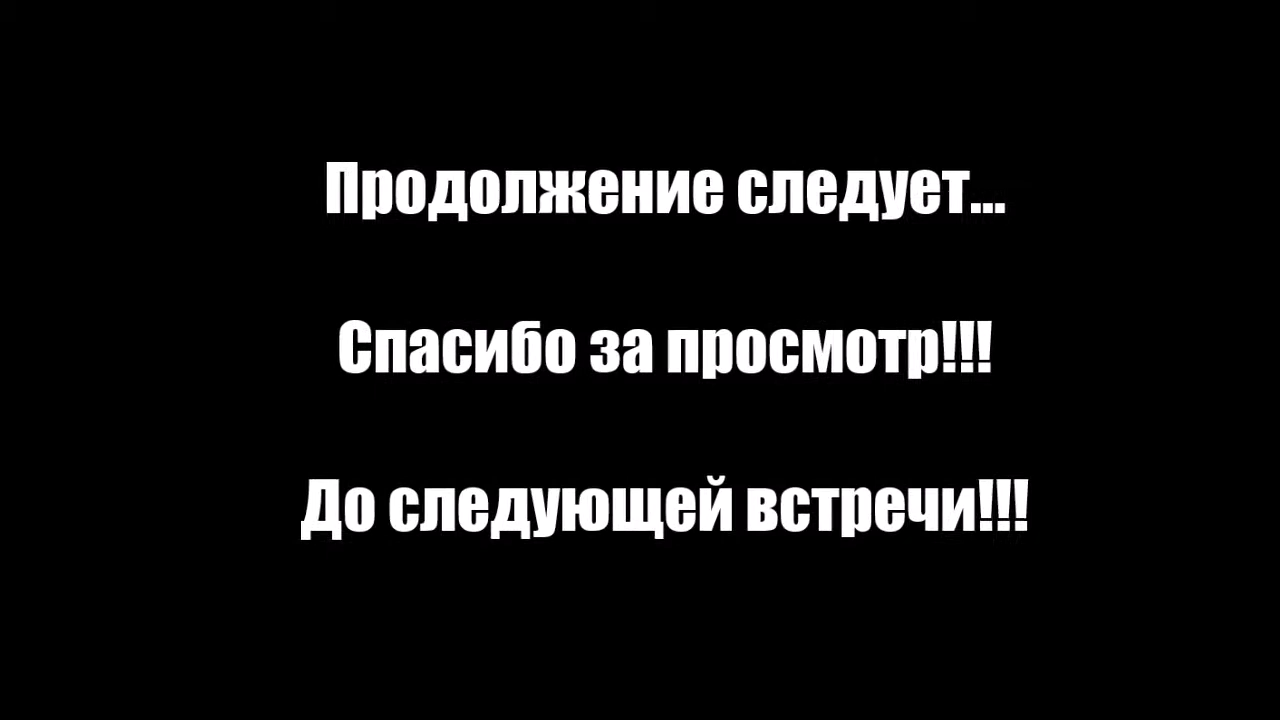 Продолжение следует...
Спасибо за просмотр!!!
До следующей встречи!!!